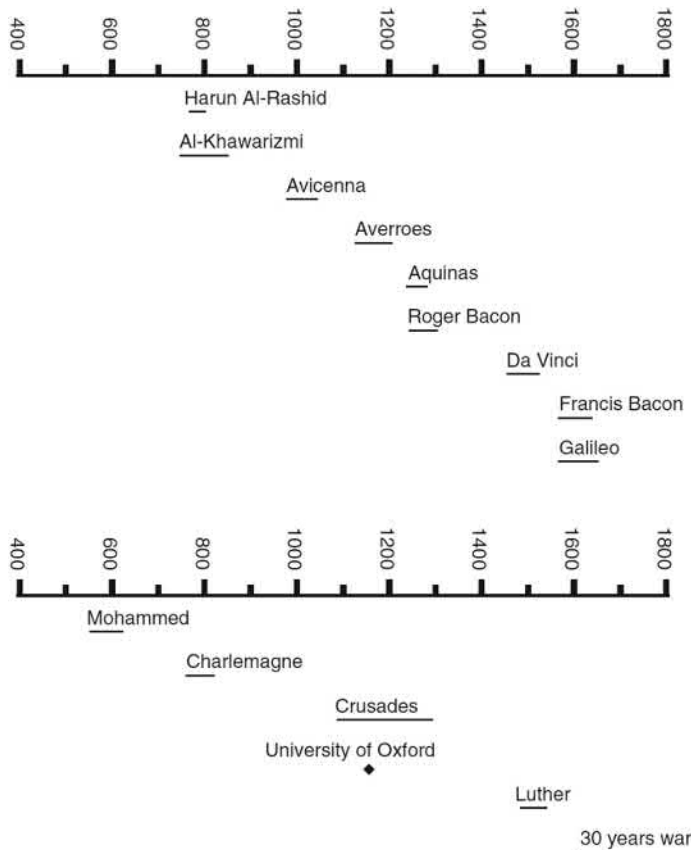 400 600 800 1000 1200 1400 1600 1800
Harun Al-Rashid
Al-Khawarizmi
Avicenna
Averroes
Aquinas
Roger Bacon
Da Vinci
Francis Bacon
Galileo
400 600 800 1000 1200 1400 1600 1800
Mohammed
Charlemagne
Crusades
University of Oxford
Luther
30 years war